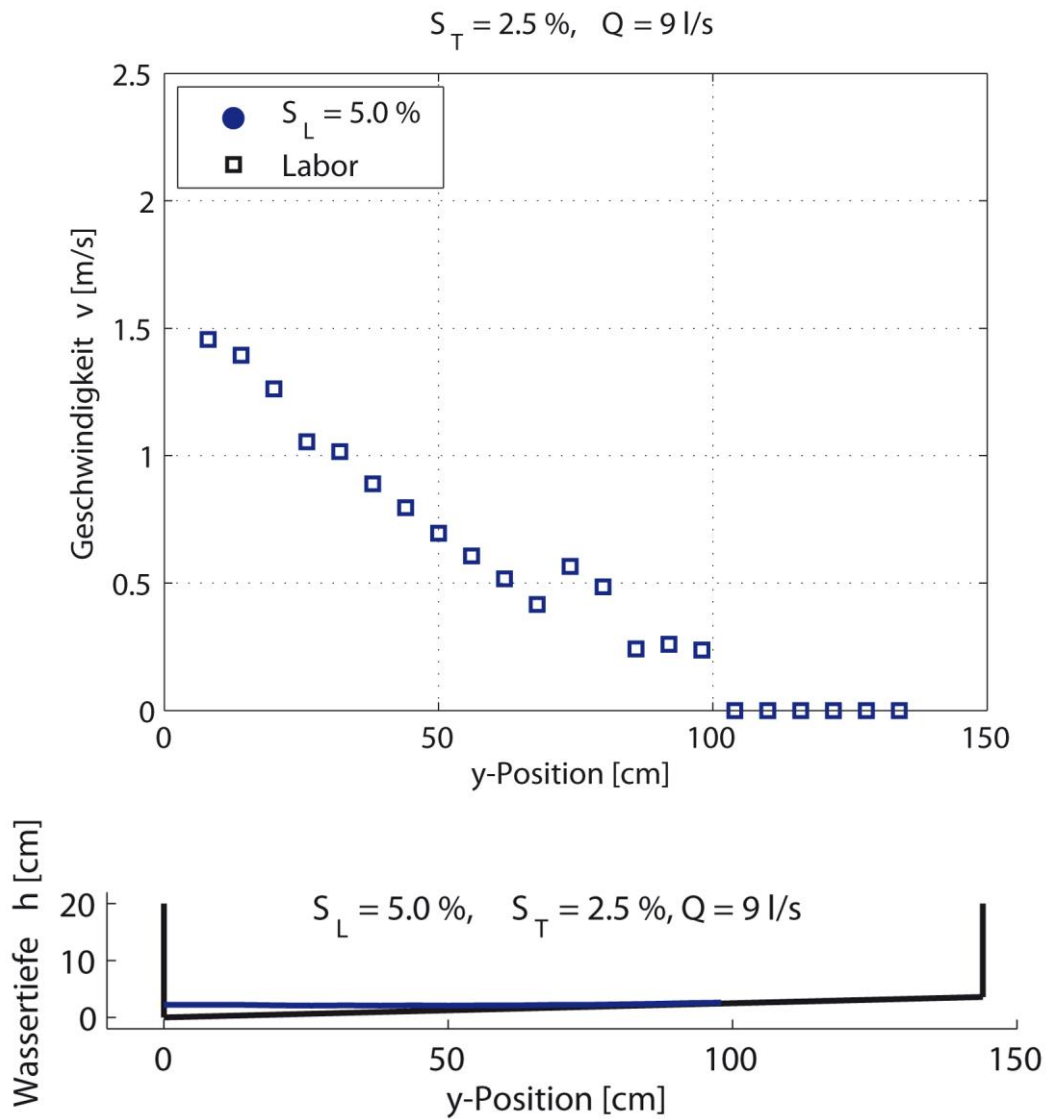 S_T = 2.5 %, Q = 9 l/s
2.5
S_L = 5.0 %
Labor
2
1.5
1
0.5
0
Geschwindigkeit v [m/s]
0 50 100 150
y-Position [cm]
Wassertiefe h [cm]
20
10
0
S_L = 5.0 %, S_T = 2.5 %, Q = 9 l/s
0 50 100 150
y-Position [cm]